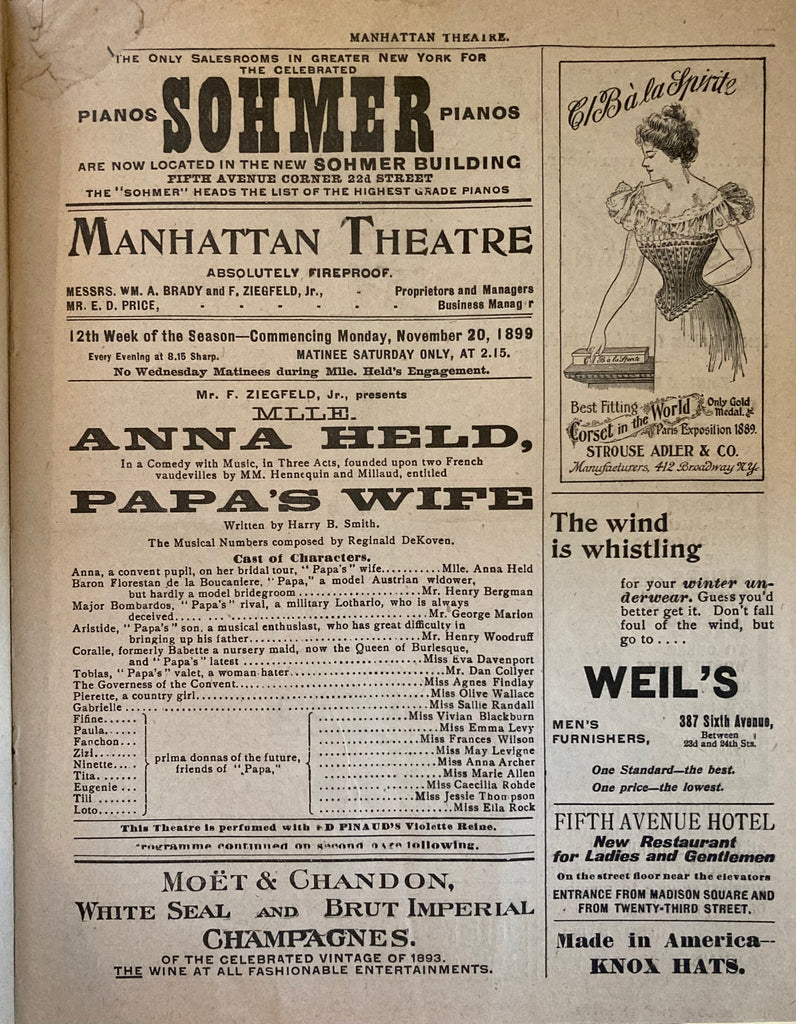 MANHATTAN THEATRE.
THE ONLY SALESROOMS IN GREATER NEW YORK FOR
THE CELEBRATED
PIANOS SOHMER PIANOS
ARE NOW LOCATED IN THE NEW SOHMER BUILDING
FIFTH AVENUE CORNER 22d STREET
THE "SOHMER" HEADS THE LIST OF THE HIGHEST GRADE PIANOS
MANHATTAN THEATRE
ABSOLUTELY FIREPROOF.
MESSRS. WM. A. BRADY and F. ZIEGFELD, Jr., - Proprietors and Managers
MR. E. D. PRICE, - - - - - - Business Manag r
12th Week of the Season—Commencing Monday, November 20, 1899
Every Evening at 8.15 Sharp. MATINEE SATURDAY ONLY, AT 2.15.
No Wednesday Matinees during Mlle. Held's Engagement.
Mr. F. ZIEGFELD, Jr., presents
MLLE.
ANNA HELD,
In a Comedy with Music, in Three Acts, founded upon two French
vaudevilles by MM. Hennequin and Millaud, entitled
PAPA'S WIFE
Written by Harry B. Smith.
The Musical Numbers composed by Reginald DeKoven.
Cast of Characters.
Anna, a convent pupil, on her bridal tour, "Papa's" wife..........Mlle. Anna Held
Baron Florestan de la Boucaniere, "Papa," a model Austrian widower,
but hardly a model bridegroom ....................Mr. Henry Bergman
Major Bombardos, "Papa's" rival, a military Lothario, who is always
deceived..... ... ...........................Mr. George Marion
Aristide, "Papa's" son, a musical enthusiast, who has great difficulty in
bringing up his father............................Mr. Henry Woodruff
Coralie, formerly Babette a nursery maid, now the Queen of Burlesque,
and "Papa's" latest ..............................Miss Eva Davenport
Tobias, "Papa's" valet, a woman hater..........................Mr. Dan Collyer
The Governess of the Convent..............................Miss Agnes Findlay
Pierette, a country girl......................................Miss Olive Wallace
Gabrielle .................................................Miss Sallie Randall
Fifine...... ....................Miss Vivian Blackburn
Paula...... ....................Miss Emma Levy
Fanchon... ....................Miss Frances Wilson
Zizi........ ....................Miss May Levigne
Ninette.... prima donnas of the future, ....................Miss Anna Archer
Tita....... friends of "Papa," ....................Miss Marie Allen
Eugenie ... ....................Miss Caecilia Rohde
Tili ....... ....................Miss Jessie Thompson
Loto....... ....................Miss Ella Rock
This Theatre is perfumed with ED PINAUD'S Violette Reine.
Programme continued on second page following.
MOËT & CHANDON,
WHITE SEAL AND BRUT IMPERIAL
CHAMPAGNES.
OF THE CELEBRATED VINTAGE OF 1893.
THE WINE AT ALL FASHIONABLE ENTERTAINMENTS.
C/B à la Spirite
C/B à la Spirite
Best Fitting
Corset in the World
Only Gold
Medal, &
Paris Exposition 1889.
STROUSE ADLER & CO.
Manufacturers, 412 Broadway N.Y.
The wind
is whistling
for your winter un-
derwear. Guess you'd
better get it. Don't fall
foul of the wind, but
go to . . . .
WEIL'S
MEN'S
FURNISHERS,
387 Sixth Avenue,
Between
23d and 24th Sts.
One Standard—the best.
One price—the lowest.
FIFTH AVENUE HOTEL
New Restaurant
for Ladies and Gentlemen
On the street floor near the elevators
ENTRANCE FROM MADISON SQUARE AND
FROM TWENTY-THIRD STREET.
Made in America--
KNOX HATS.